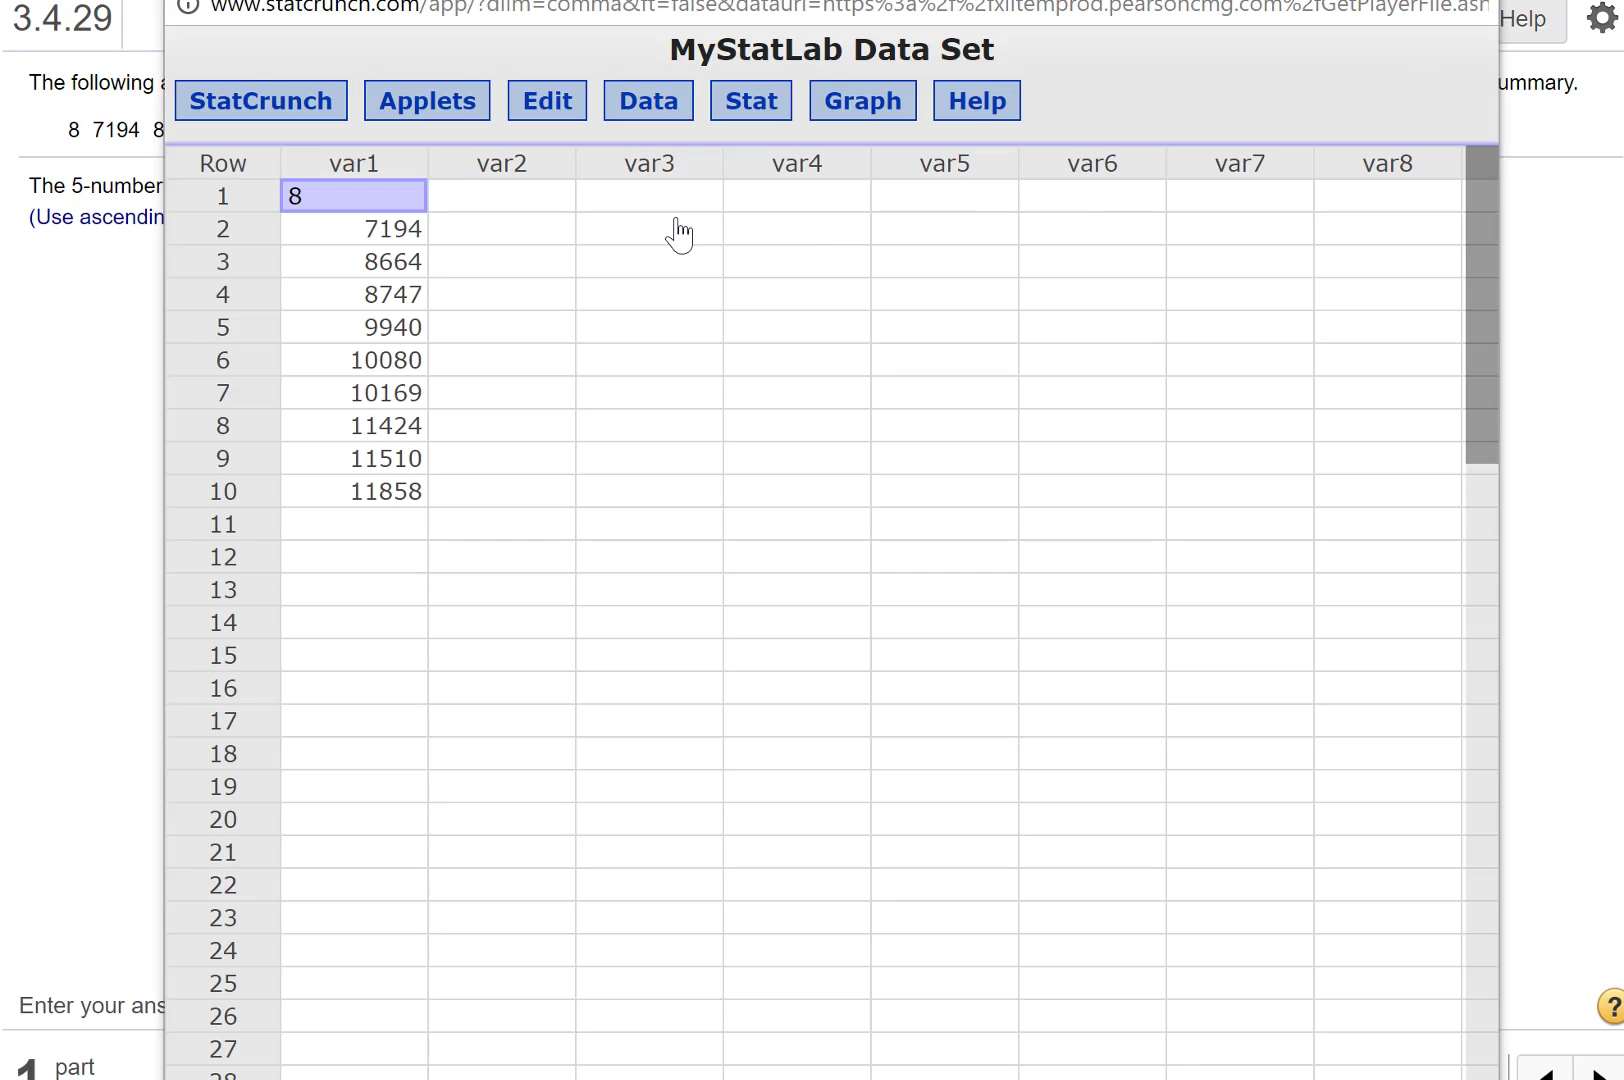 3.4.29
www.statcrunch.com/app/?dlim=comma&ft=false&dataurl=https%3a%2f%2fxlitemprod.pearsoncmg.com%2fGetPlayerFile.ash
Help
MyStatLab Data Set
The following
ummary.
StatCrunch Applets Edit Data Stat Graph Help
8 7194 8
Row var1 var2 var3 var4 var5 var6 var7 var8
The 5-number
(Use ascendin
1 8
2 7194
3 8664
4 8747
5 9940
6 10080
7 10169
8 11424
9 11510
10 11858
11
12
13
14
15
16
17
18
19
20
21
22
23
24
25
26
27
Enter your ans
?
1 part